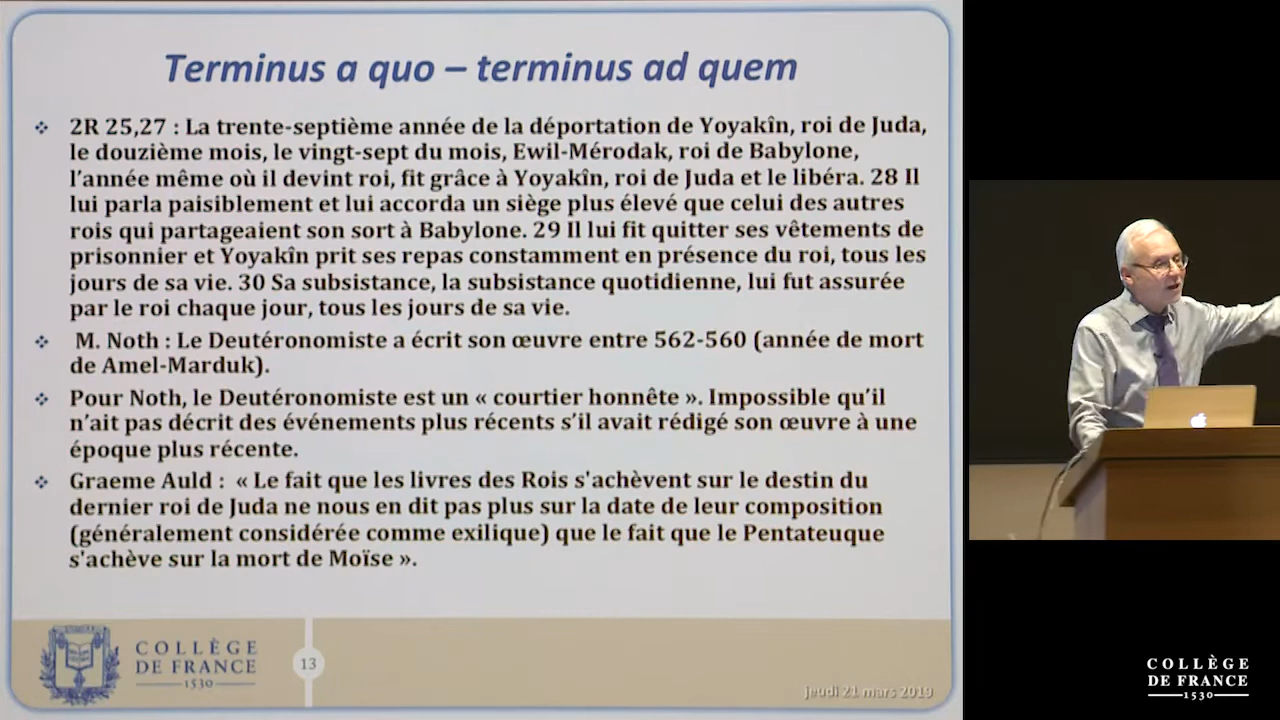 Terminus a quo – terminus ad quem
❖ 2R 25,27 : La trente-septième année de la déportation de Yoyakîn, roi de Juda,
le douzième mois, le vingt-sept du mois, Ewil-Mérodak, roi de Babylone,
l'année même où il devint roi, fit grâce à Yoyakîn, roi de Juda et le libéra. 28 Il
lui parla paisiblement et lui accorda un siège plus élevé que celui des autres
rois qui partageaient son sort à Babylone. 29 Il lui fit quitter ses vêtements de
prisonnier et Yoyakîn prit ses repas constamment en présence du roi, tous les
jours de sa vie. 30 Sa subsistance, la subsistance quotidienne, lui fut assurée
par le roi chaque jour, tous les jours de sa vie.
❖ M. Noth : Le Deutéronomiste a écrit son œuvre entre 562-560 (année de mort
de Amel-Marduk).
❖ Pour Noth, le Deutéronomiste est un « courtier honnête ». Impossible qu'il
n'ait pas décrit des événements plus récents s'il avait rédigé son œuvre à une
époque plus récente.
❖ Graeme Auld : « Le fait que les livres des Rois s'achèvent sur le destin du
dernier roi de Juda ne nous en dit pas plus sur la date de leur composition
(généralement considérée comme exilique) que le fait que le Pentateuque
s'achève sur la mort de Moïse ».
COLLÈGE
DE FRANCE
1530
13
jeudi 21 mars 2019
COLLÈGE
DE FRANCE
1530